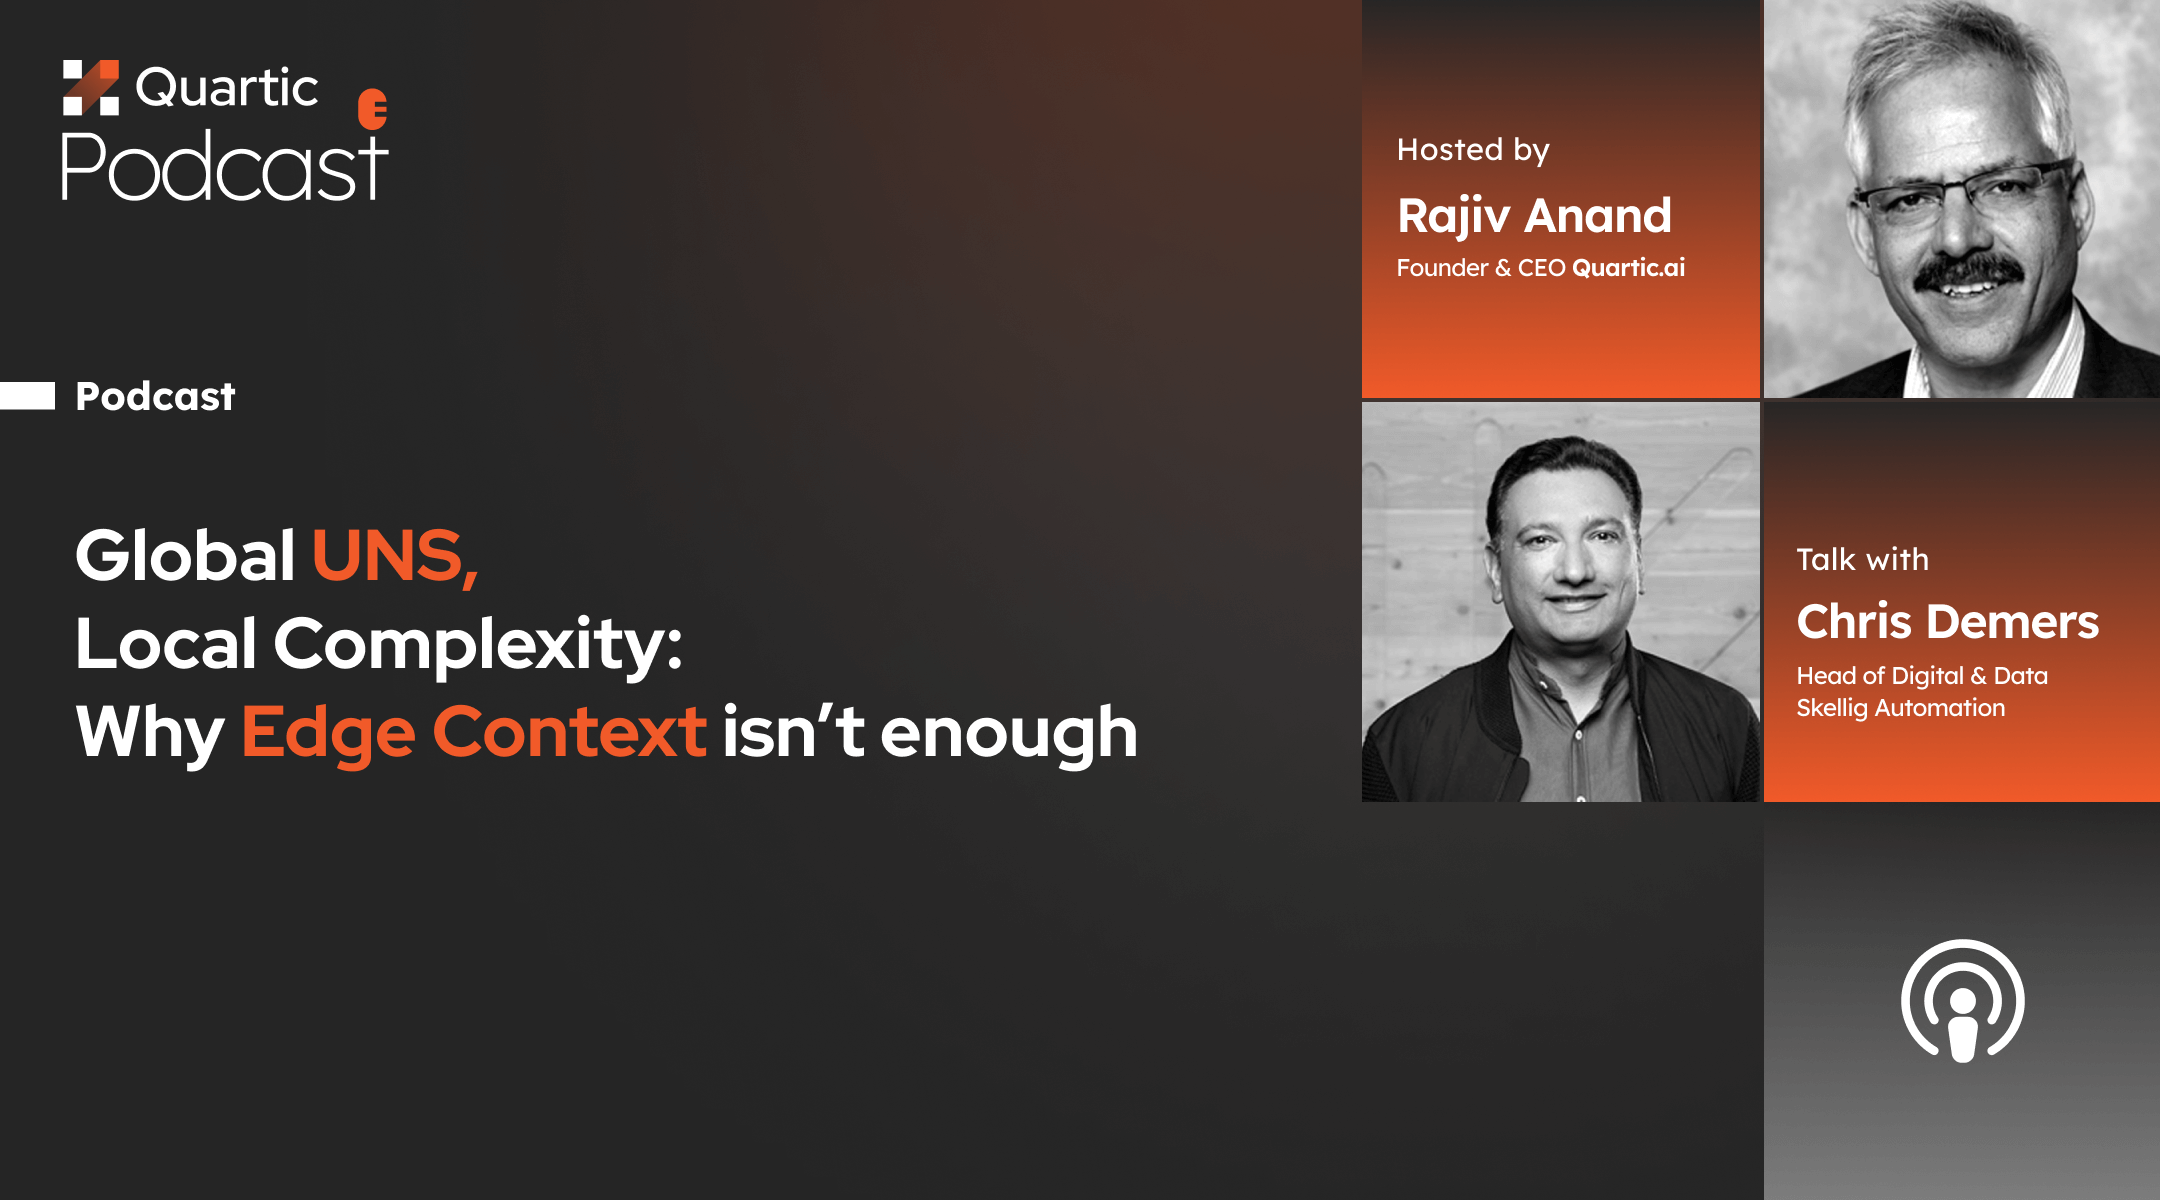 Quartic
Podcast
Podcast
Global UNS,
Local Complexity:
Why Edge Context isn’t enough
Hosted by
Rajiv Anand
Founder & CEO Quartic.ai
Talk with
Chris Demers
Head of Digital & Data
Skellig Automation